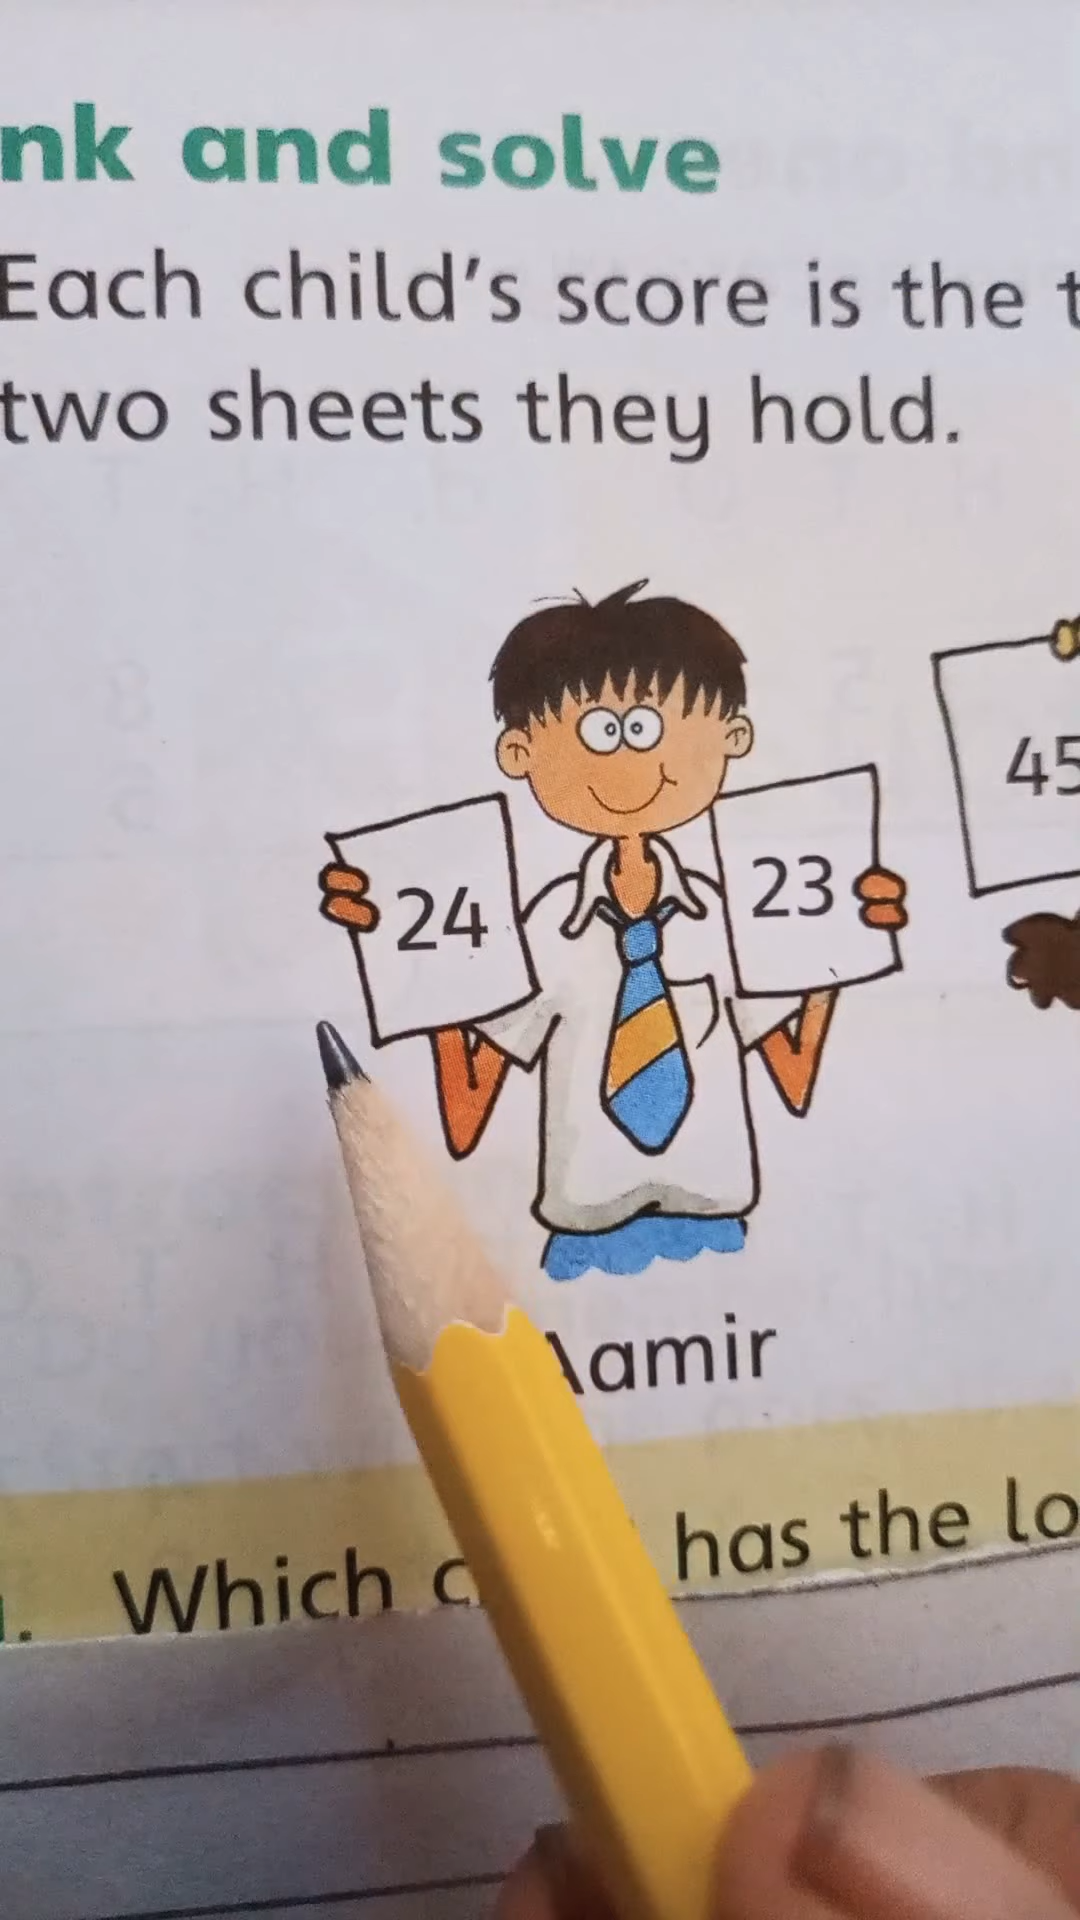 nk and solve
Each child's score is the t
two sheets they hold.
45
24
23
Aamir
Which has the lo